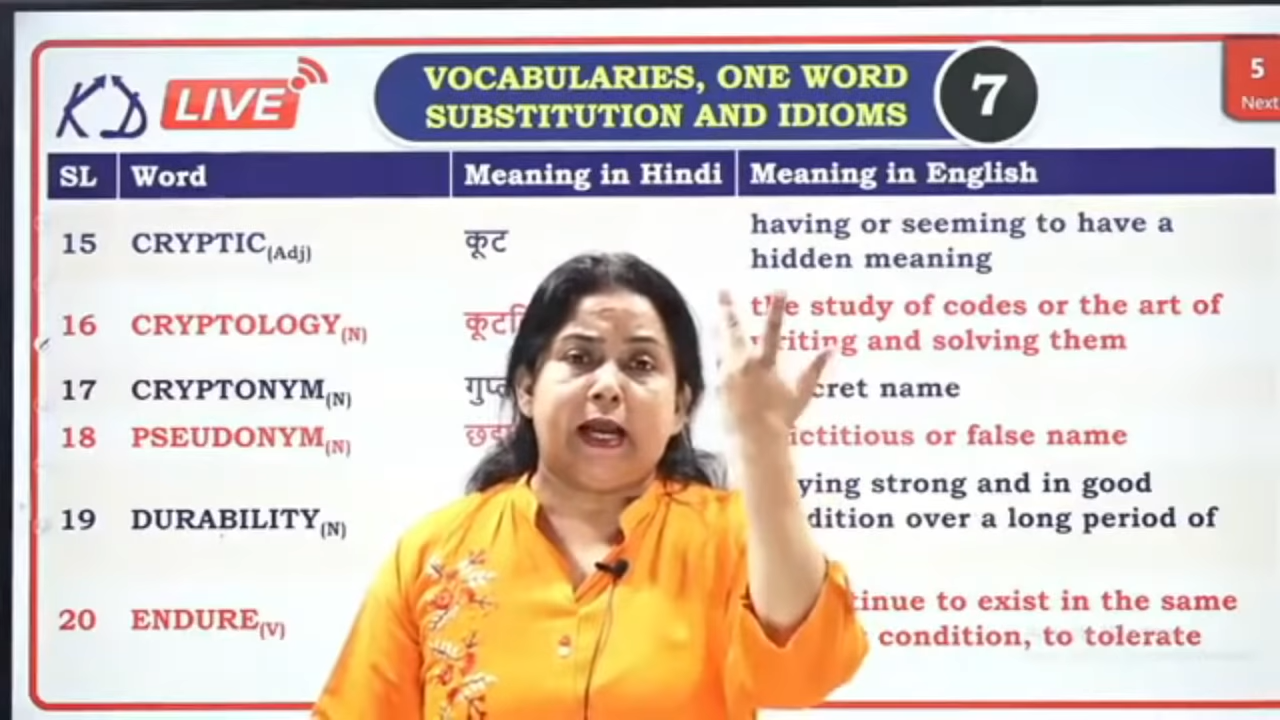 KD LIVE
VOCABULARIES, ONE WORD
SUBSTITUTION AND IDIOMS
7
5
Next
SL Word Meaning in Hindi Meaning in English
15 CRYPTIC(Adj) कूट having or seeming to have a
hidden meaning
16 CRYPTOLOGY(N) the study of codes or the art of
writing and solving them
17 CRYPTONYM(N) name
18 PSEUDONYM(N) or false name
19 DURABILITY(N) strong and in good
over a long period of
20 ENDURE(V) to exist in the same
condition, to tolerate